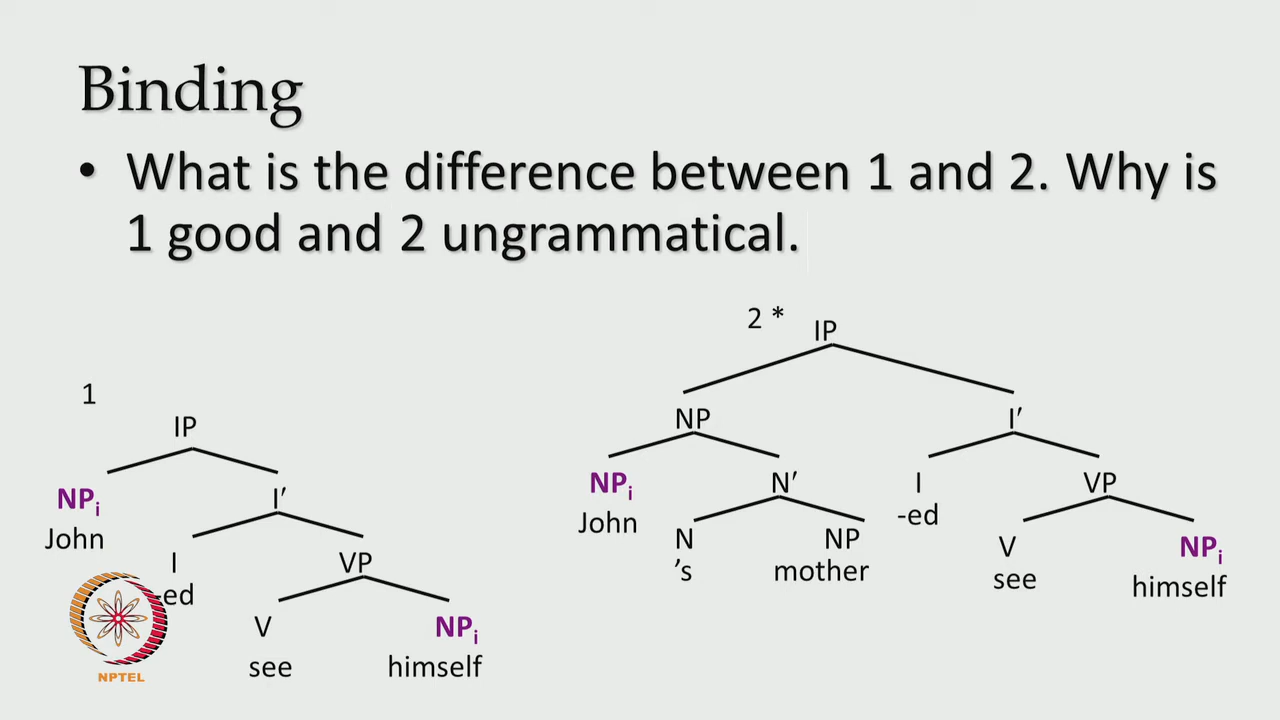 Binding
• What is the difference between 1 and 2. Why is
1 good and 2 ungrammatical.
1
IP
NPi
I′
John
I
VP
-ed
V
NPi
see
himself
2 *
IP
NP
I′
NPi
N′
I
VP
John
-ed
N
NP
V
NPi
’s
mother
see
himself
NPTEL